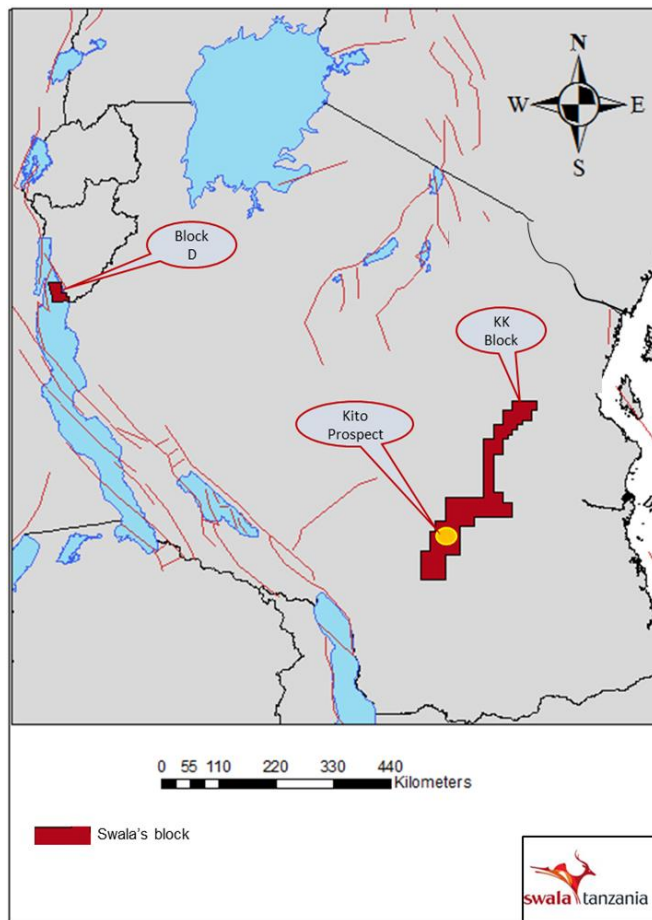 N
W E
S
Block
D
KK
Block
Kito
Prospect
0 55 110 220 330 440
Kilometers
Swala's block
swala tanzania